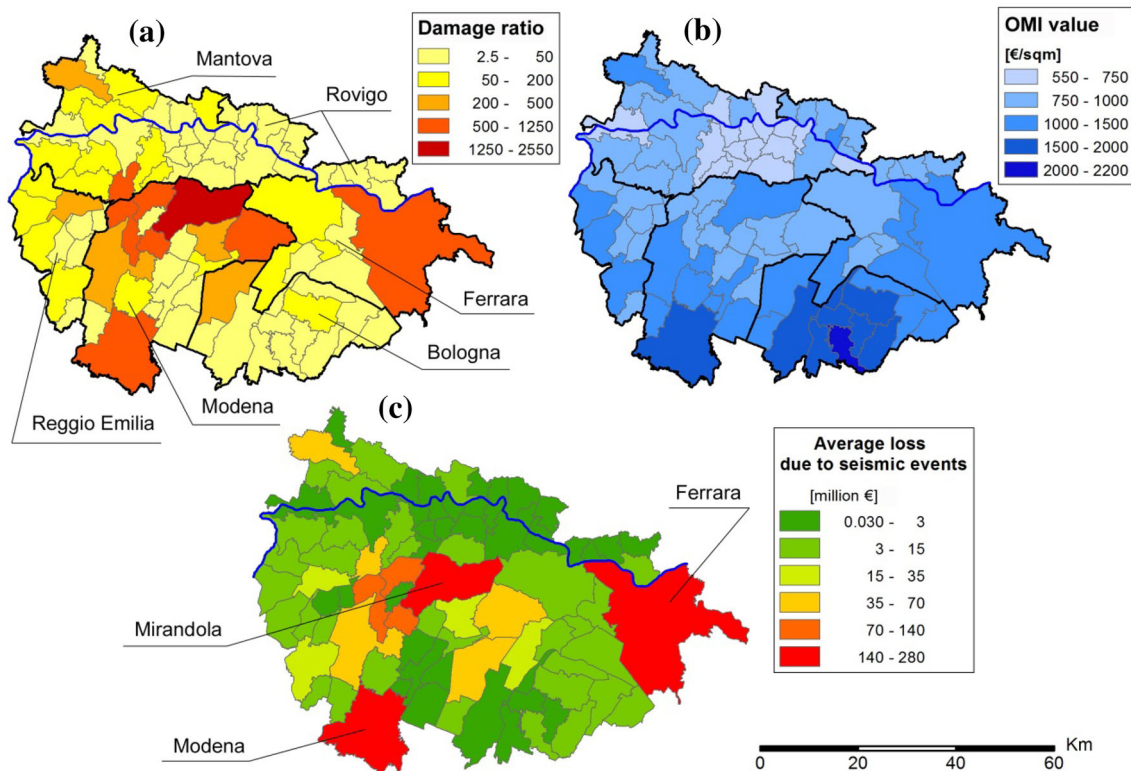 (a)
Damage ratio
2.5 - 50
50 - 200
200 - 500
500 - 1250
1250 - 2550
Mantova
Rovigo
Ferrara
Bologna
Modena
Reggio Emilia
(b)
OMI value
[€/sqm]
550 - 750
750 - 1000
1000 - 1500
1500 - 2000
2000 - 2200
(c)
Average loss
due to seismic events
[million €]
0.030 - 3
3 - 15
15 - 35
35 - 70
70 - 140
140 - 280
Ferrara
Mirandola
Modena
Km
0 20 40 60